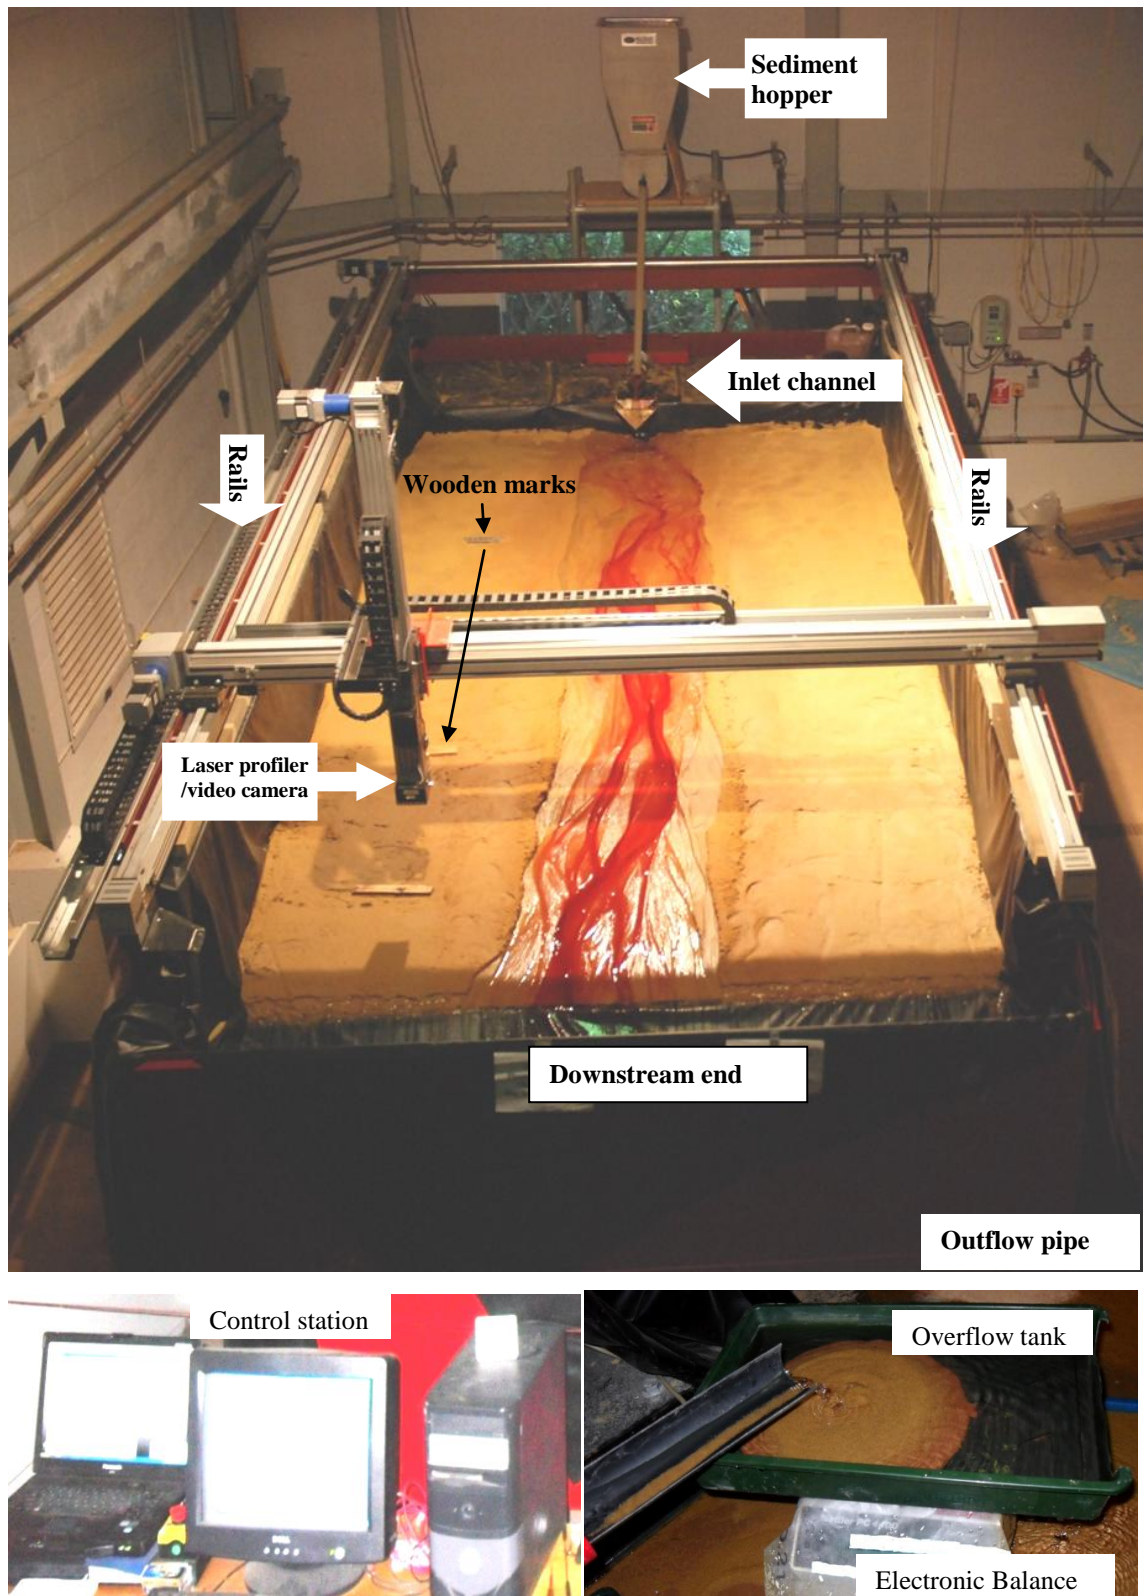 Sediment
hopper
Inlet channel
Rails
Wooden marks
Rails
Laser profiler
/video camera
Downstream end
Outflow pipe
Control station
Overflow tank
DELL
Electronic Balance